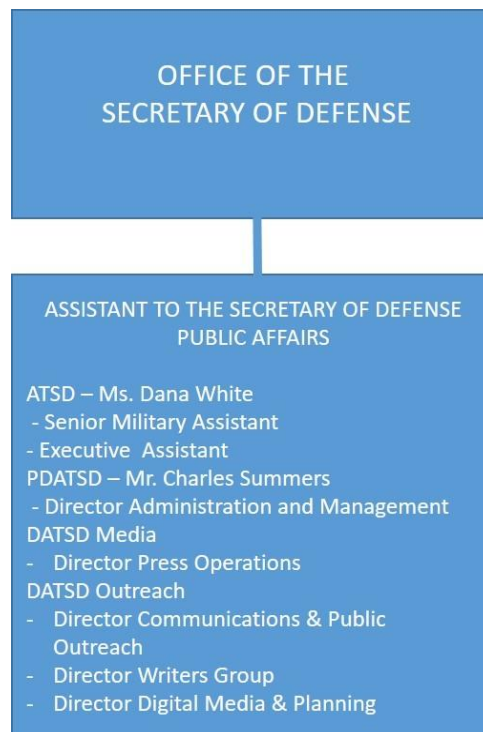 OFFICE OF THE
SECRETARY OF DEFENSE
ASSISTANT TO THE SECRETARY OF DEFENSE
PUBLIC AFFAIRS
ATSD – Ms. Dana White
- Senior Military Assistant
- Executive  Assistant
PDATSD – Mr. Charles Summers
- Director Administration and Management
DATSD Media
- Director Press Operations
DATSD Outreach
- Director Communications & Public
Outreach
- Director Writers Group
- Director Digital Media & Planning